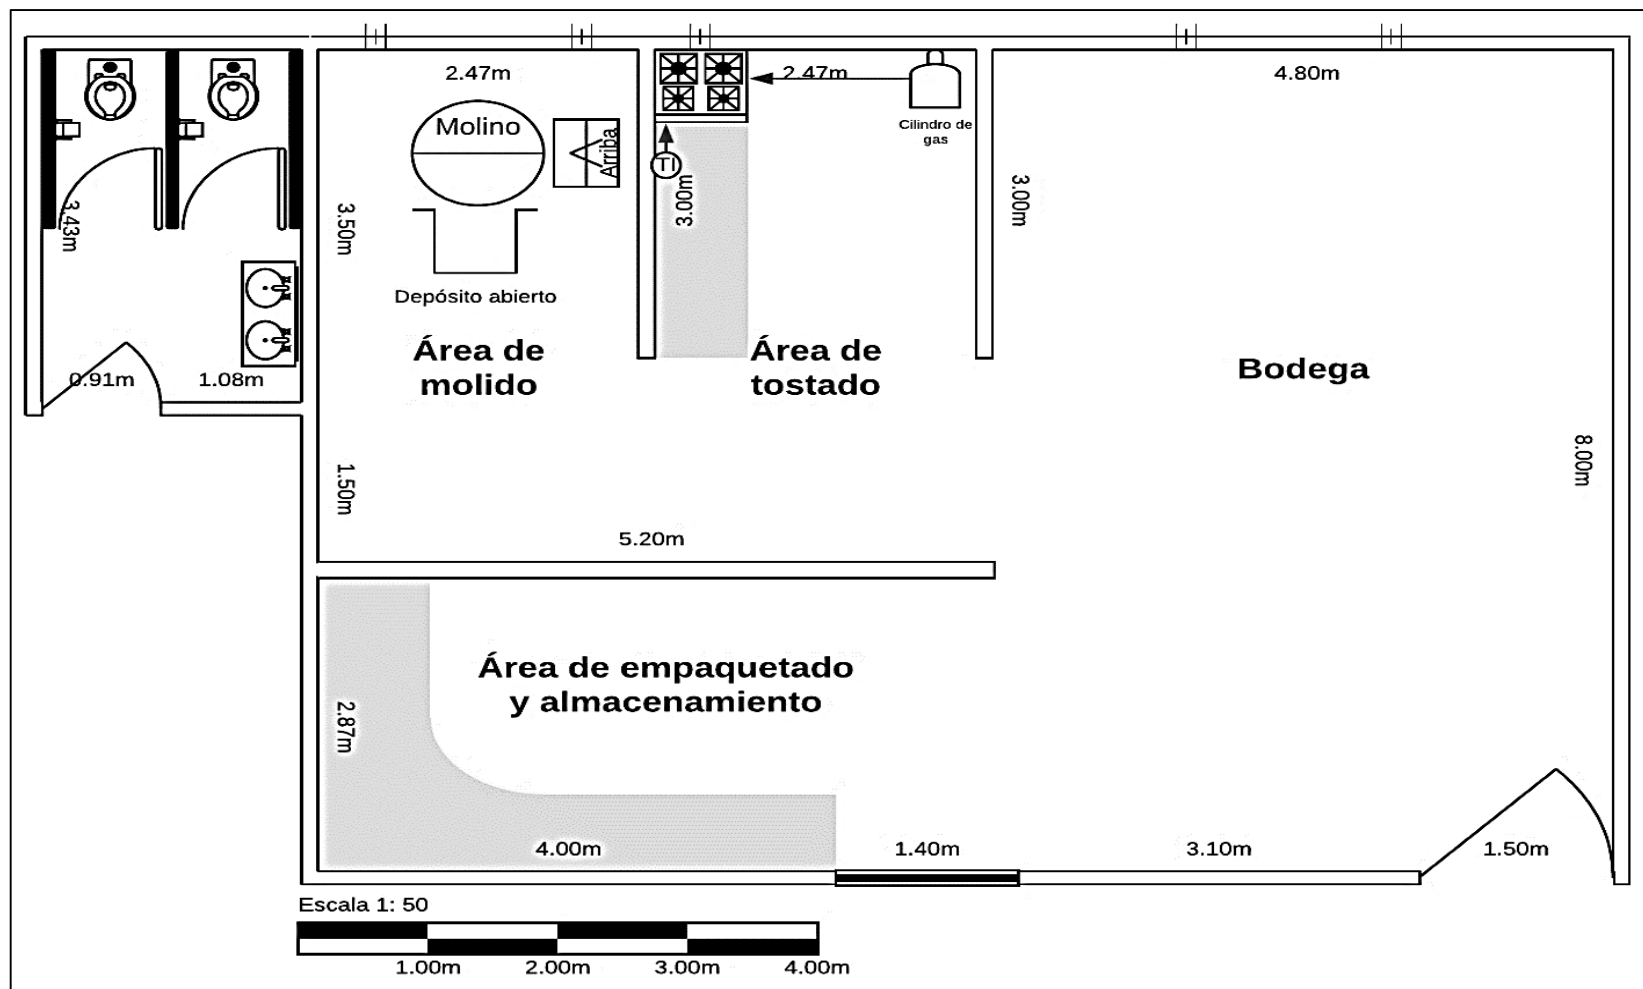 2.47m
2.47m
4.80m
Molino
Arriba
Cilindro de
gas
TI
3.00m
3.00m
3.43m
3.50m
Depósito abierto
Área de
molido
Área de
tostado
Bodega
0.91m
1.08m
1.50m
8.00m
5.20m
Área de empaquetado
y almacenamiento
2.87m
4.00m
1.40m
3.10m
1.50m
Escala 1: 50
1.00m
2.00m
3.00m
4.00m